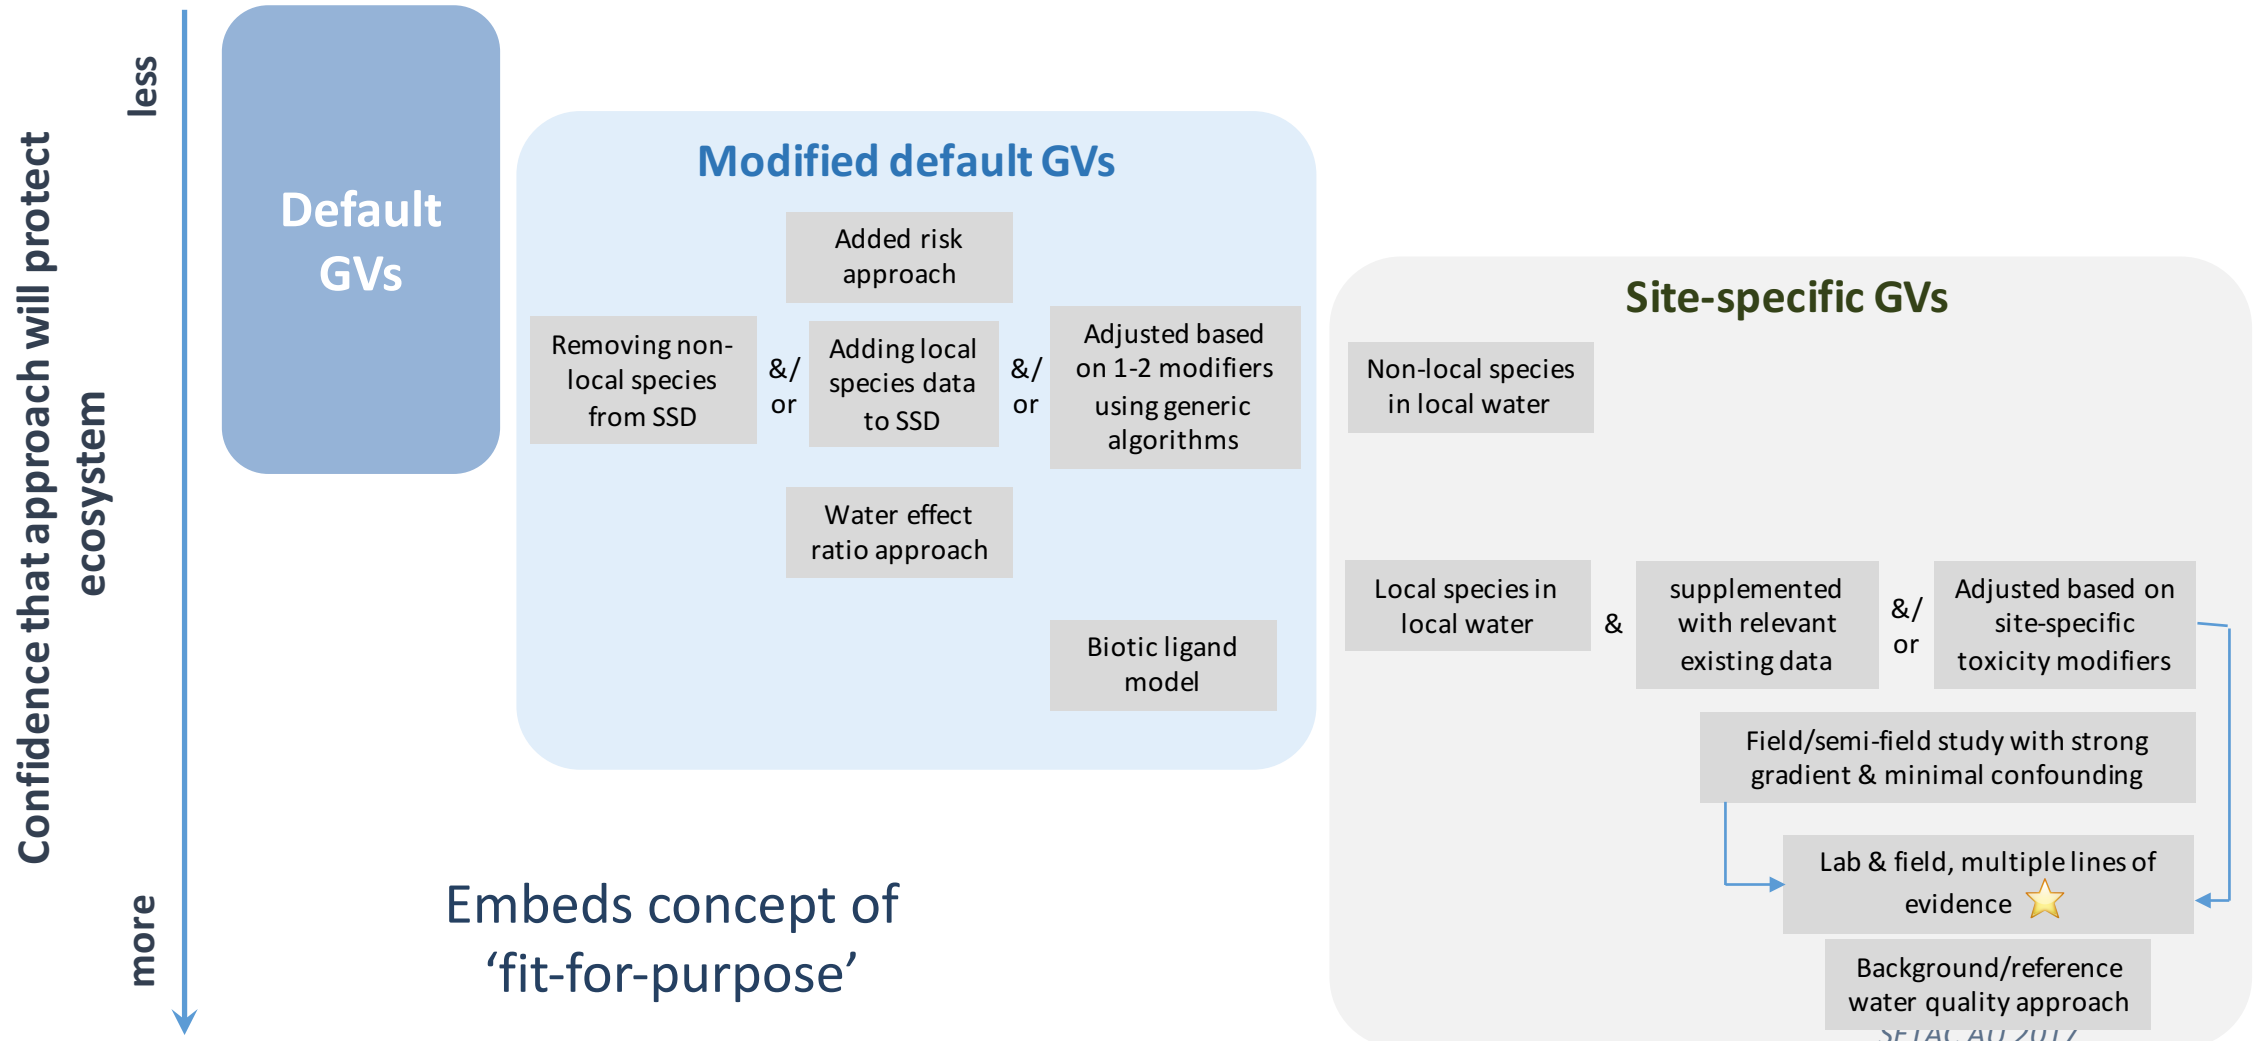 Confidence that approach will protect
ecosystem
less
more
Default
GVs
Modified default GVs
Added risk
approach
Removing non-
local species
from SSD
&/
or
Adding local
species data
to SSD
&/
or
Adjusted based
on 1-2 modifiers
using generic
algorithms
Water effect
ratio approach
Biotic ligand
model
Site-specific GVs
Non-local species
in local water
Local species in
local water
&
supplemented
with relevant
existing data
&/
or
Adjusted based on
site-specific
toxicity modifiers
Field/semi-field study with strong
gradient & minimal confounding
Lab & field, multiple lines of
evidence
Background/reference
water quality approach
Embeds concept of
‘fit-for-purpose’
SETAC AU 2017